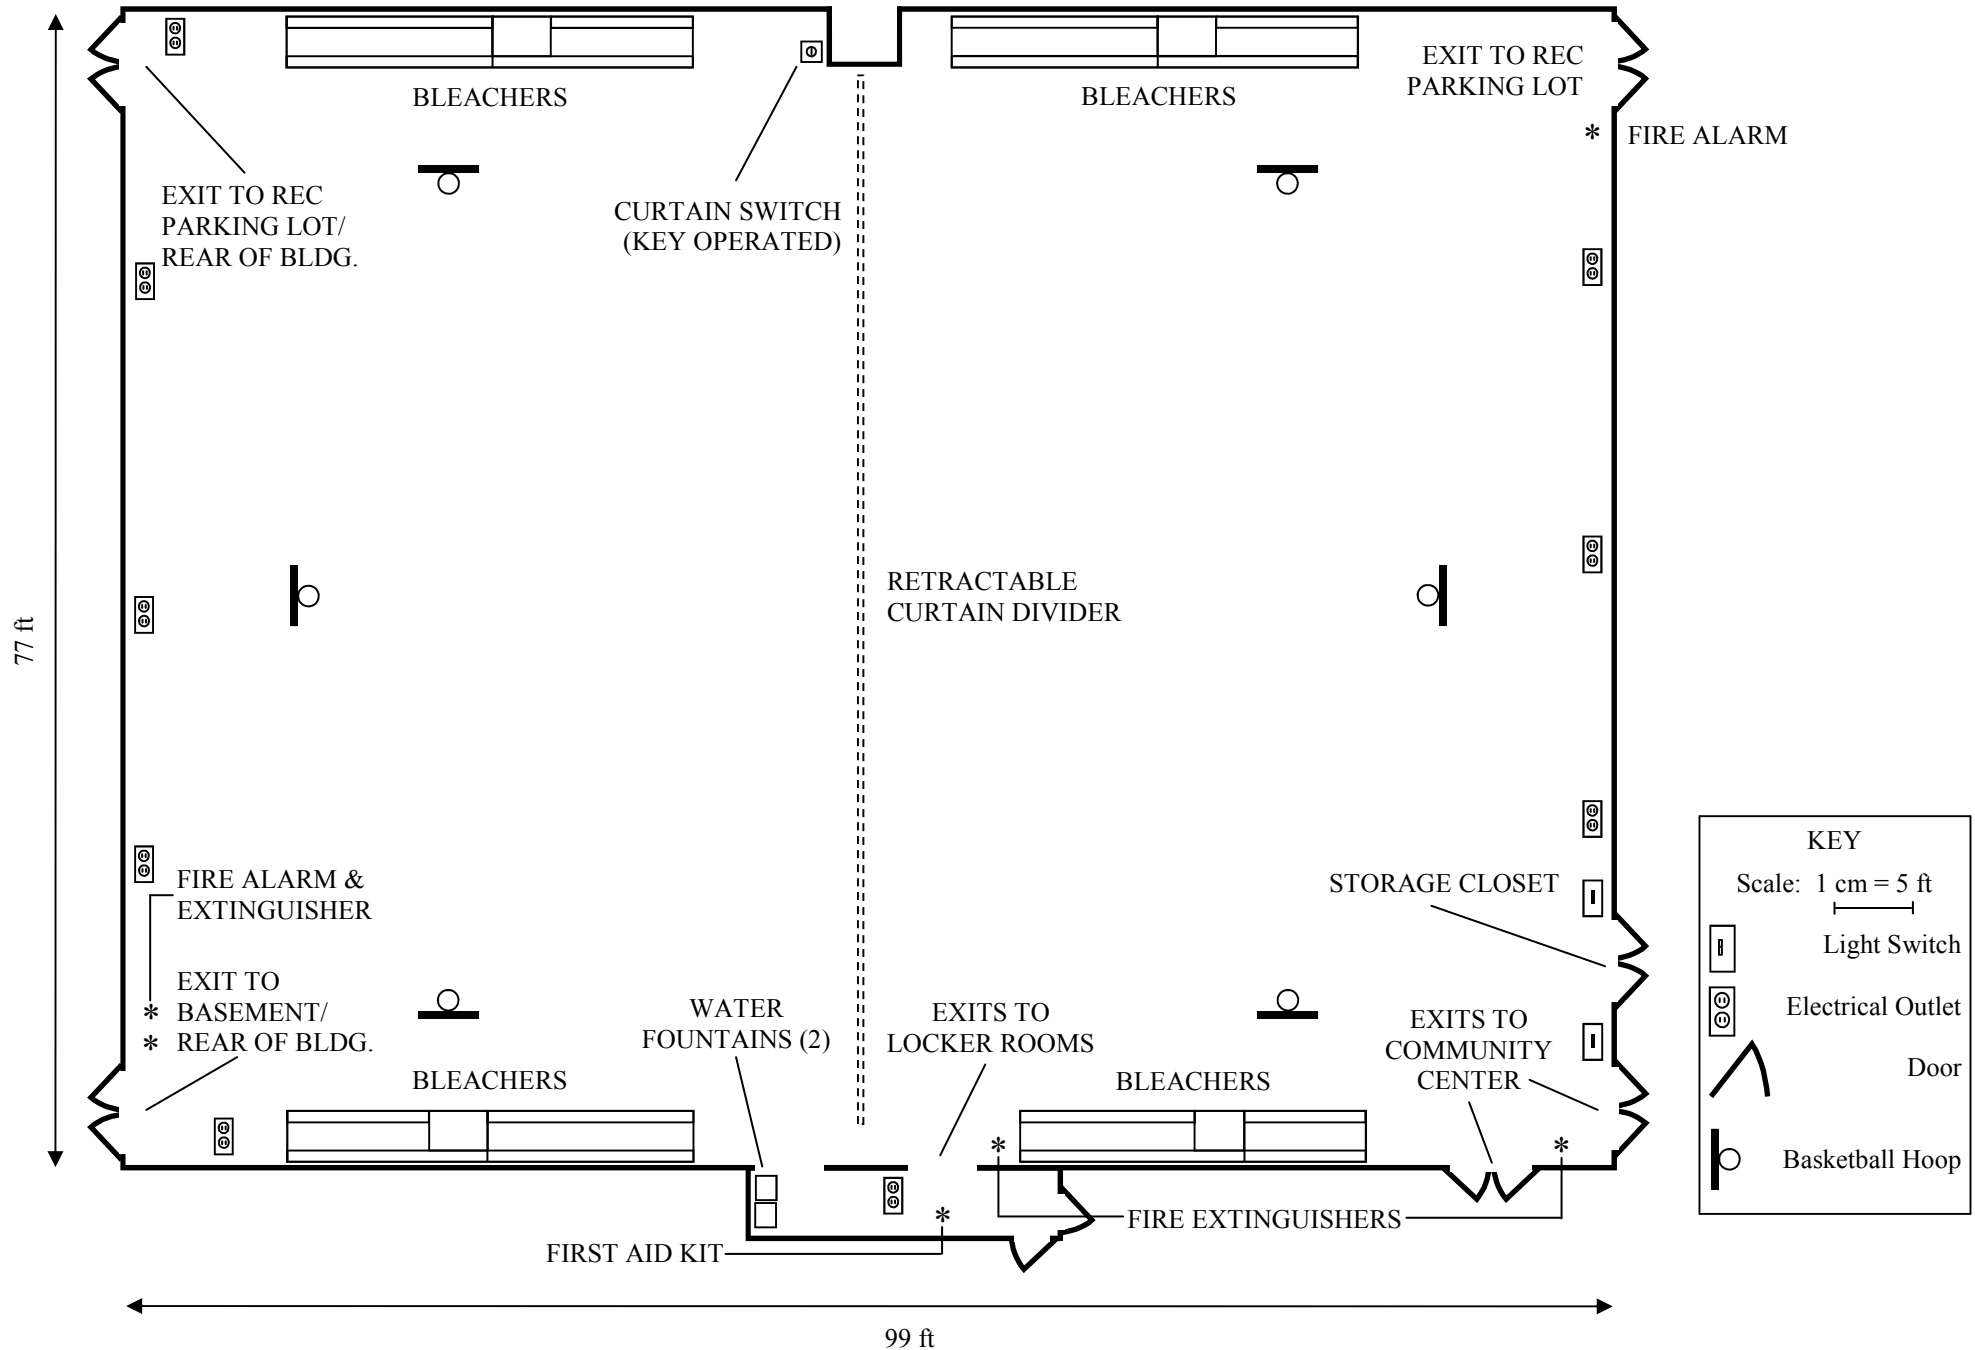 BLEACHERS
BLEACHERS
EXIT TO REC
PARKING LOT
* FIRE ALARM
EXIT TO REC
PARKING LOT/
REAR OF BLDG.
CURTAIN SWITCH
(KEY OPERATED)
RETRACTABLE
CURTAIN DIVIDER
77 ft
FIRE ALARM &
EXTINGUISHER
STORAGE CLOSET
EXIT TO
* BASEMENT/
* REAR OF BLDG.
WATER
FOUNTAINS (2)
EXITS TO
LOCKER ROOMS
EXITS TO
COMMUNITY
CENTER
BLEACHERS
BLEACHERS
*
*
*
FIRE EXTINGUISHERS
FIRST AID KIT
99 ft
KEY
Scale: 1 cm = 5 ft
Light Switch
Electrical Outlet
Door
Basketball Hoop